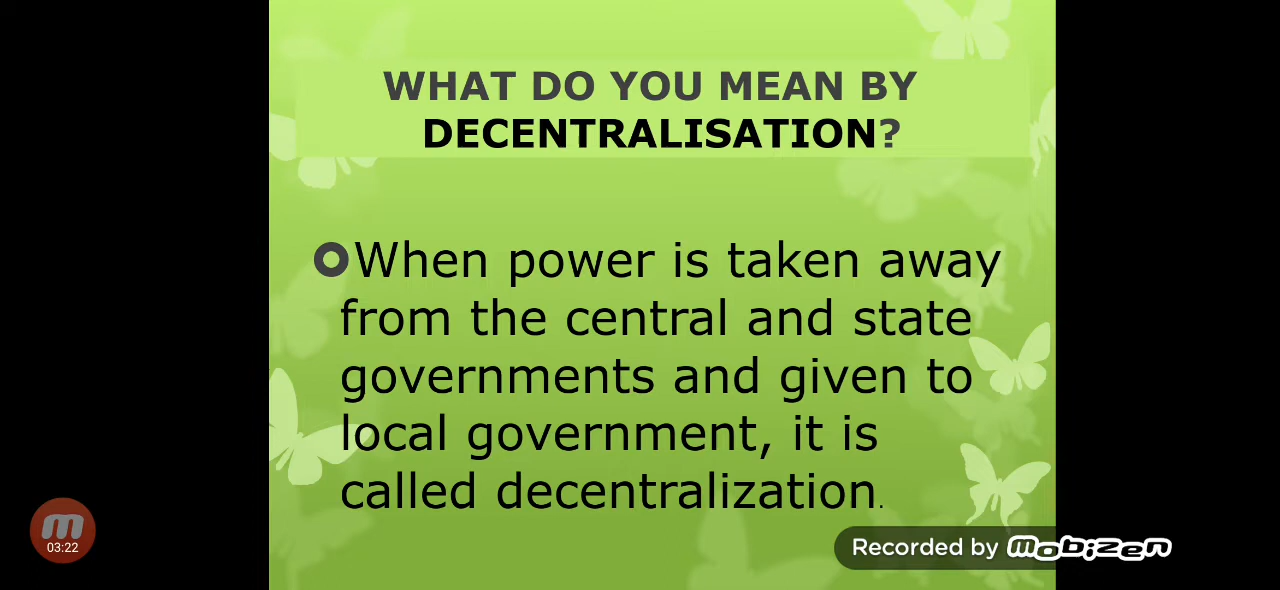 WHAT DO YOU MEAN BY
DECENTRALISATION?
When power is taken away
from the central and state
governments and given to
local government, it is
called decentralization.
03:22
Recorded by mobizen